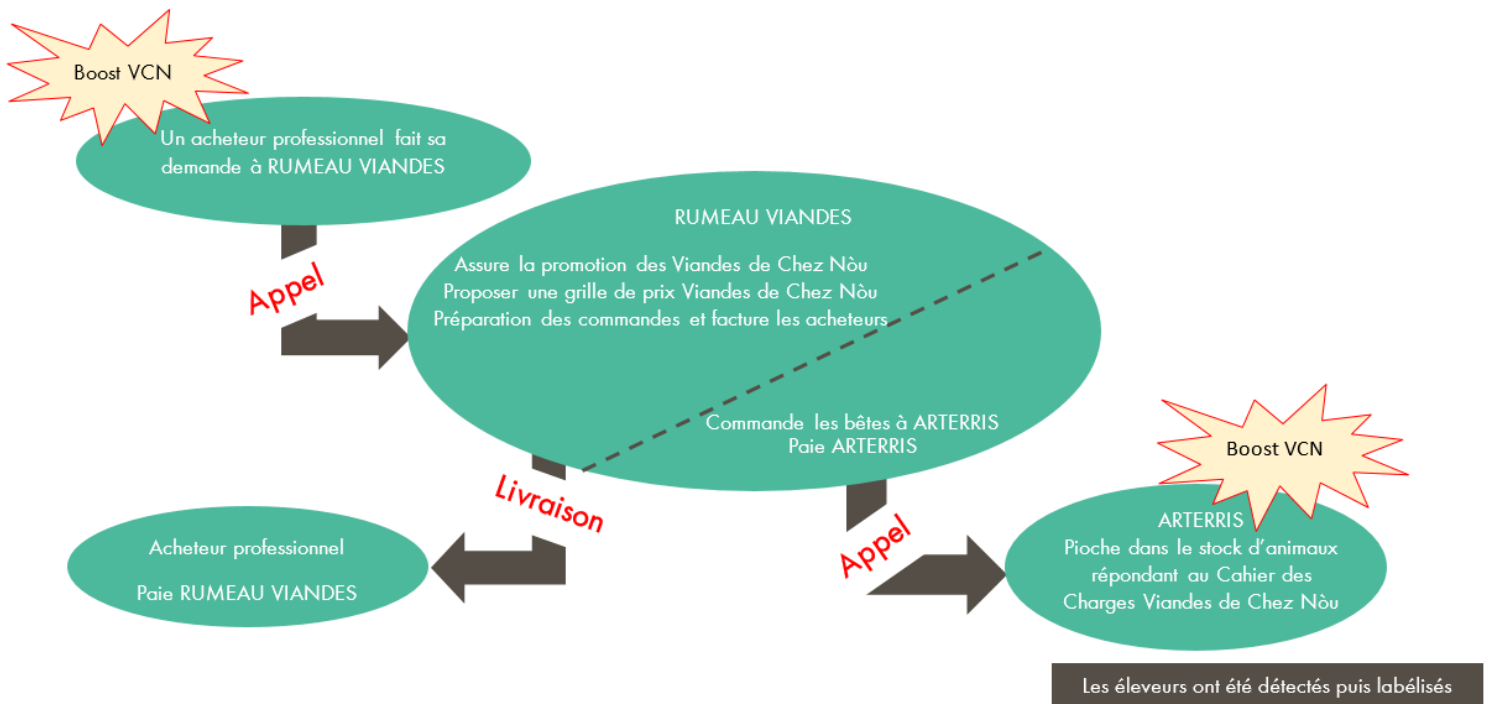 Boost VCN
Un acheteur professionnel fait sa
demande à RUMEAU VIANDES
Appel
RUMEAU VIANDES
Assure la promotion des Viandes de Chez Nòu
Proposer une grille de prix Viandes de Chez Nòu
Préparation des commandes et facture les acheteurs
Commande les bêtes à ARTERRIS
Paie ARTERRIS
Livraison
Acheteur professionnel
Paie RUMEAU VIANDES
Appel
Boost VCN
ARTERRIS
Pioche dans le stock d'animaux
répondant au Cahier des
Charges Viandes de Chez Nòu
Les éleveurs ont été détectés puis labélisés